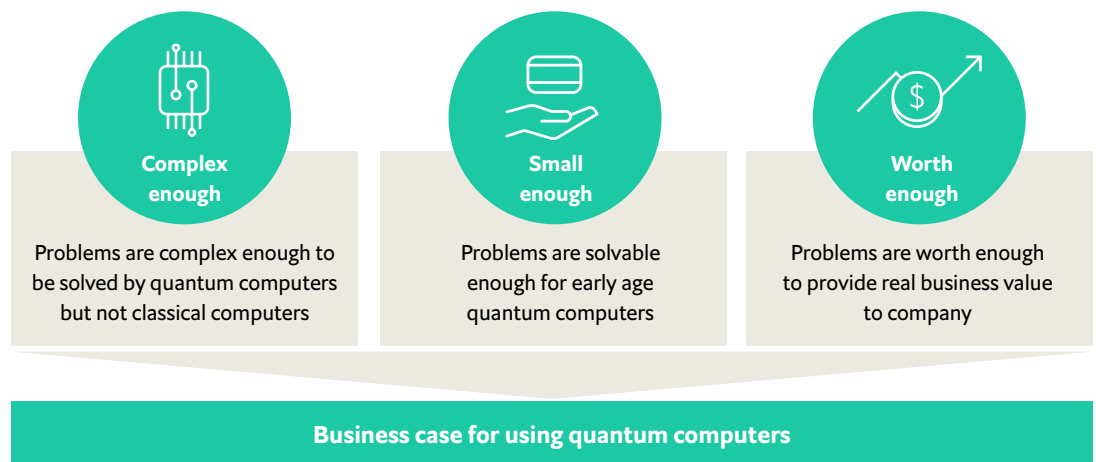 Complex
enough
Problems are complex enough to
be solved by quantum computers
but not classical computers
Small
enough
Problems are solvable
enough for early age
quantum computers
$
Worth
enough
Problems are worth enough
to provide real business value
to company
Business case for using quantum computers